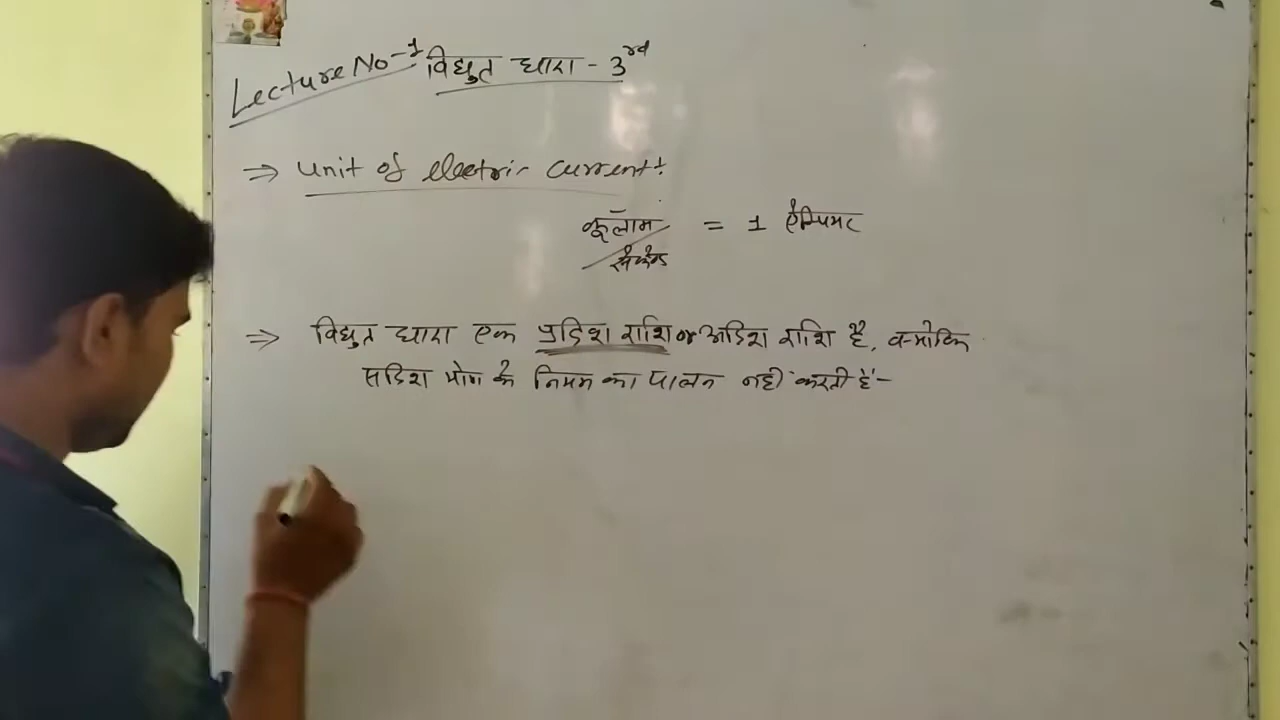 Lecture No-1 विद्युत धारा - 3rd
⇒ unit of electric current:
कूलॉम / सेकेण्ड = 1 ऐम्पियर
⇒ विद्युत धारा एक प्रदिश राशि or अदिश राशि है, क्योकि
सदिश योग के नियम का पालन नही करती है -